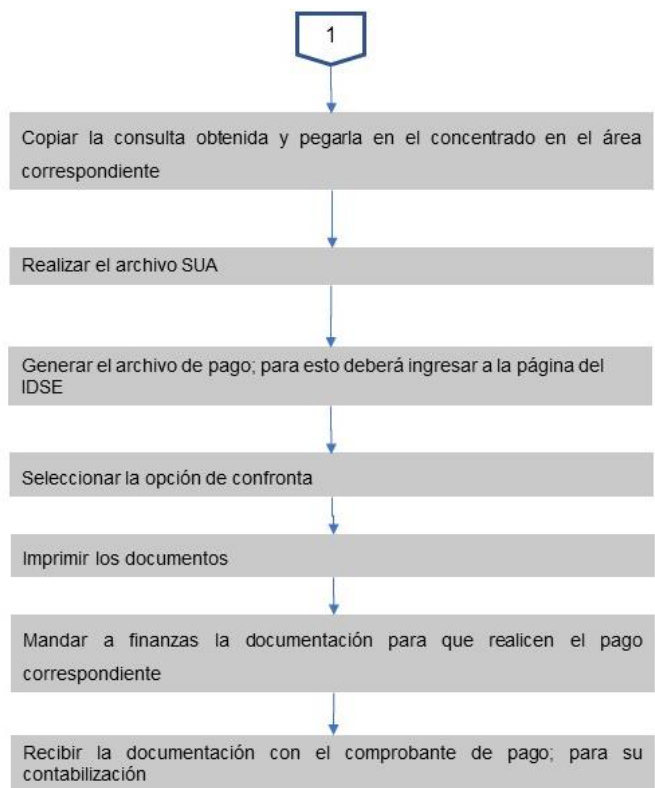 1
Copiar la consulta obtenida y pegarla en el concentrado en el área
correspondiente
Realizar el archivo SUA
Generar el archivo de pago; para esto deberá ingresar a la página del
IDSE
Seleccionar la opción de confronta
Imprimir los documentos
Mandar a finanzas la documentación para que realicen el pago
correspondiente
Recibir la documentación con el comprobante de pago; para su
contabilización